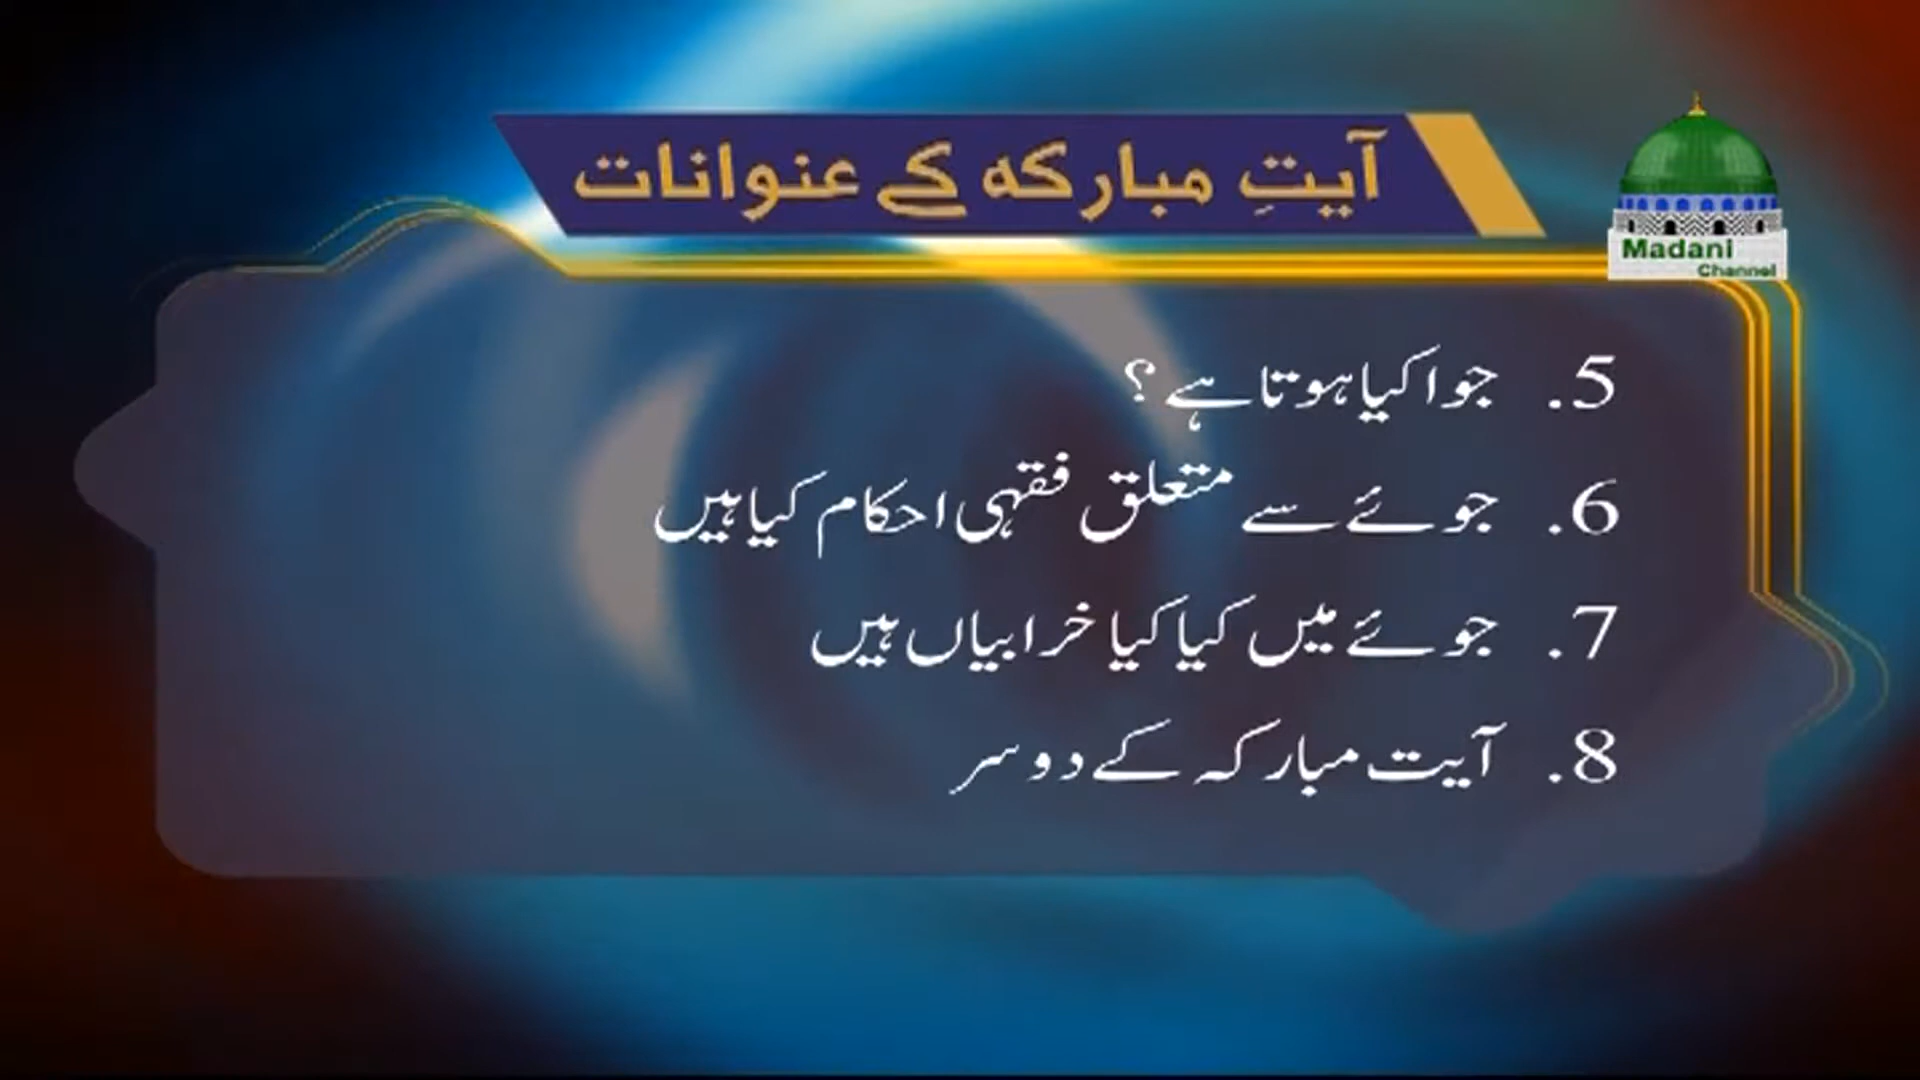 آیتِ مبارکہ کے عنوانات
Madani
Channel
5. جوا کیا ہوتا ہے ؟
6. جوئے سے متعلق فقہی احکام کیا ہیں
7. جوئے میں کیا کیا خرابیاں ہیں
8. آیت مبارکہ کے دوسر